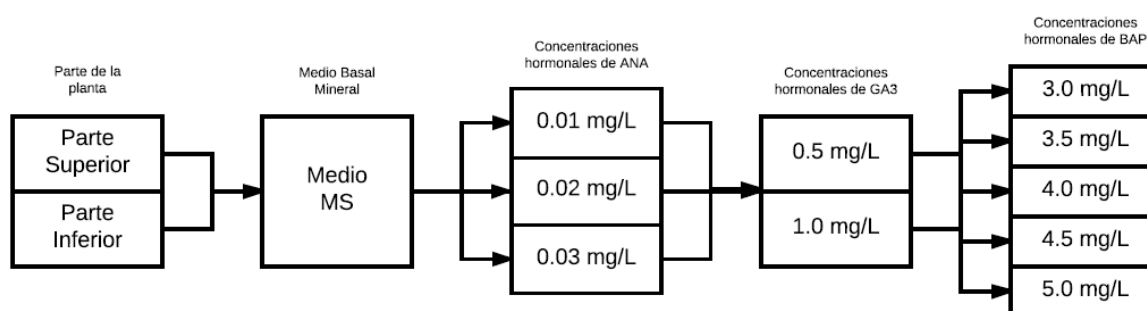 Parte de la
planta
Parte
Superior
Parte
Inferior
Medio Basal
Mineral
Medio
MS
Concentraciones
hormonales de ANA
0.01 mg/L
0.02 mg/L
0.03 mg/L
Concentraciones
hormonales de GA3
0.5 mg/L
1.0 mg/L
Concentraciones
hormonales de BAP
3.0 mg/L
3.5 mg/L
4.0 mg/L
4.5 mg/L
5.0 mg/L